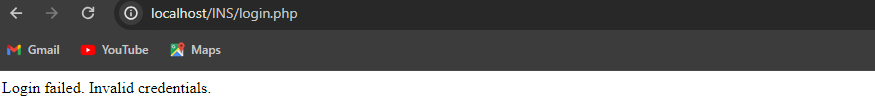 localhost/INS/login.php
Gmail YouTube Maps
Login failed. Invalid credentials.